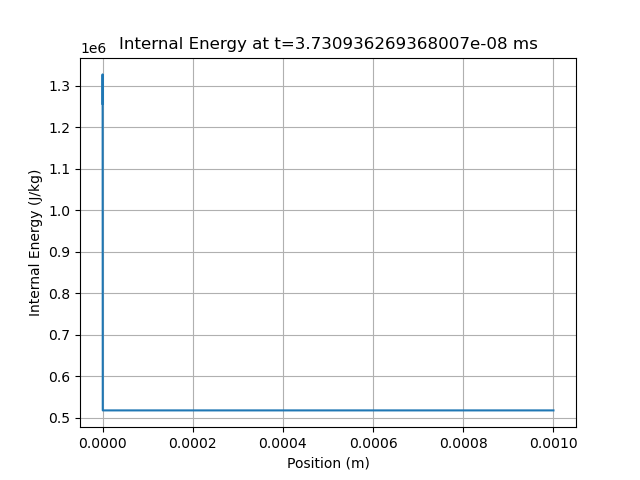 Internal Energy at t=3.730936269368007e-08 ms
1e6
1.3
1.2
1.1
1.0
0.9
0.8
0.7
0.6
0.5
Internal Energy (J/kg)
0.0000 0.0002 0.0004 0.0006 0.0008 0.0010
Position (m)